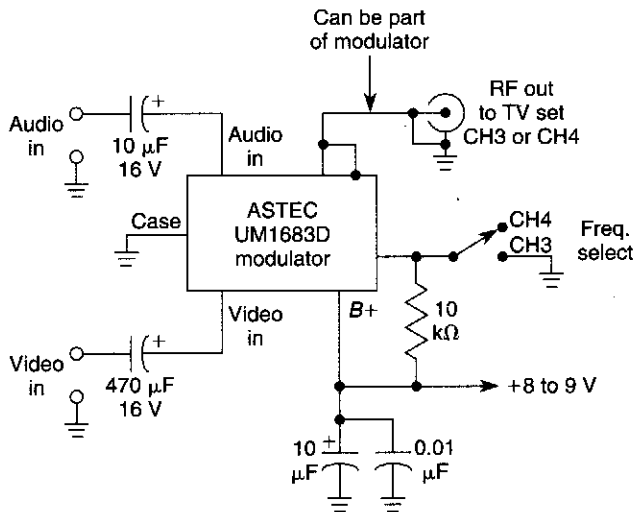 Can be part
of modulator
RF out
to TV set
CH3 or CH4
Audio
in
+
10 μF
16 V
Audio
in
Case
ASTEC
UM1683D
modulator
CH4
CH3
Freq.
select
Video
in
+
470 μF
16 V
Video
in
B+
10
kΩ
+8 to 9 V
10
μF
+
0.01
μF